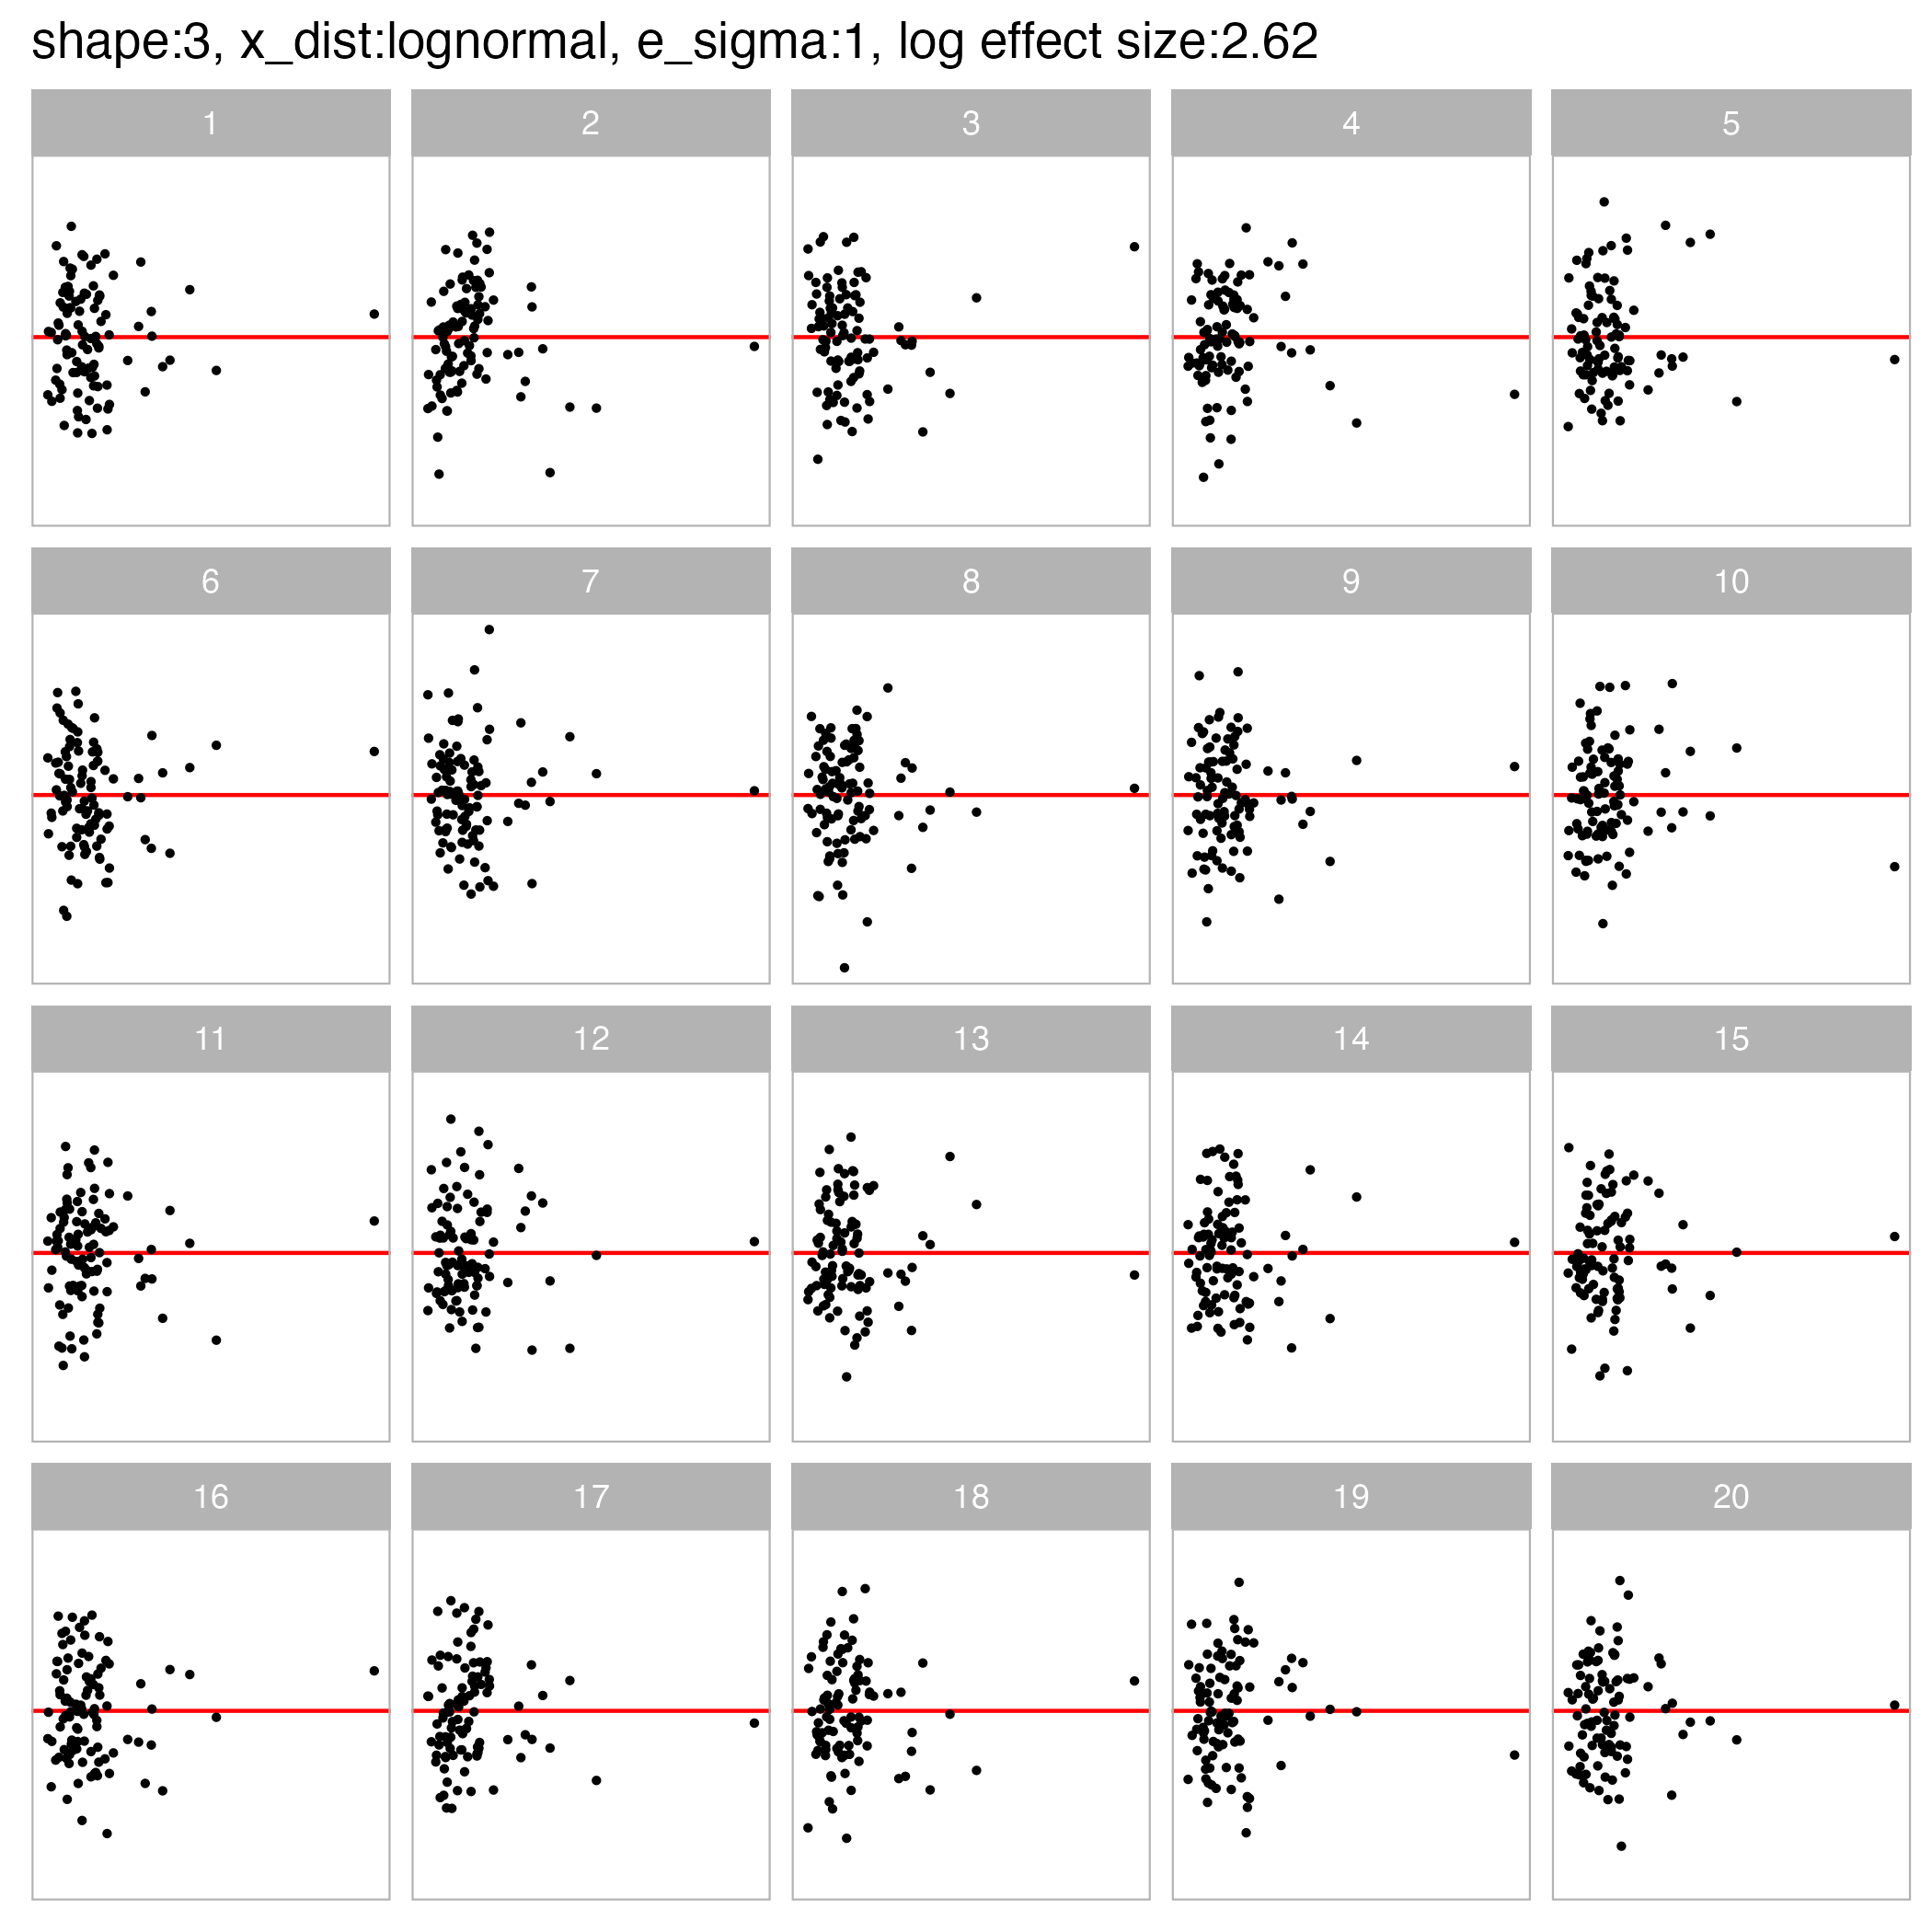 shape:3, x_dist:lognormal, e_sigma:1, log effect size:2.62
1 2 3 4 5
6 7 8 9 10
11 12 13 14 15
16 17 18 19 20